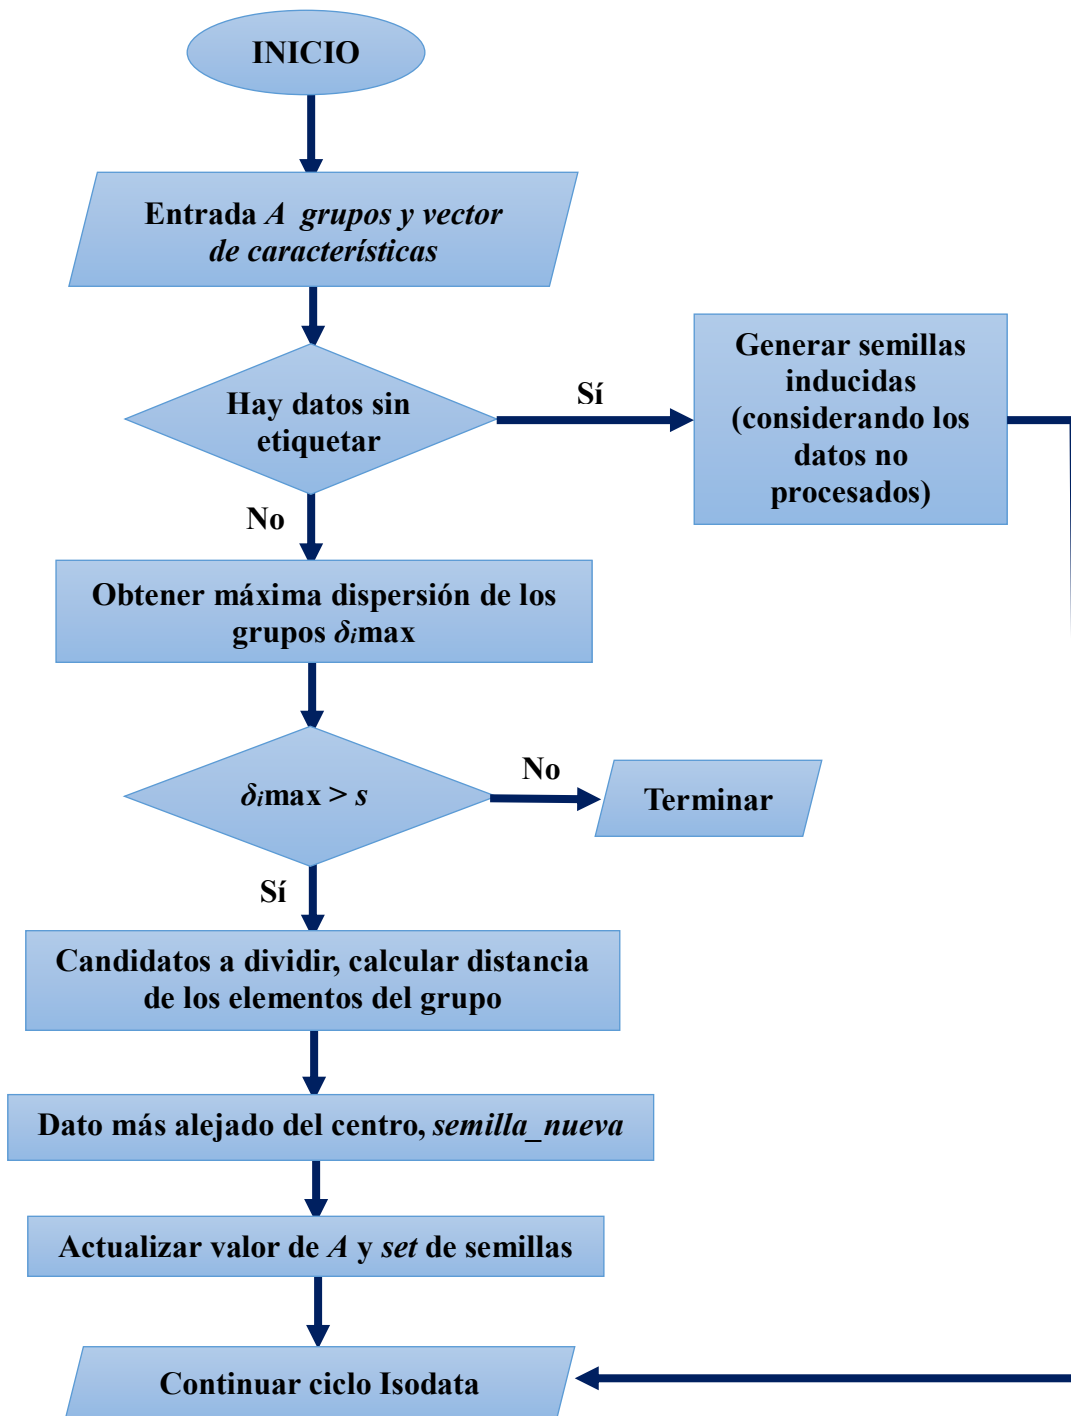 INICIO
Entrada A grupos y vector
de características
Hay datos sin
etiquetar
Sí
Generar semillas
inducidas
(considerando los
datos no
procesados)
No
Obtener máxima dispersión de los
grupos δimax
δimax > s
No
Terminar
Sí
Candidatos a dividir, calcular distancia
de los elementos del grupo
Dato más alejado del centro, semilla_nueva
Actualizar valor de A y set de semillas
Continuar ciclo Isodata